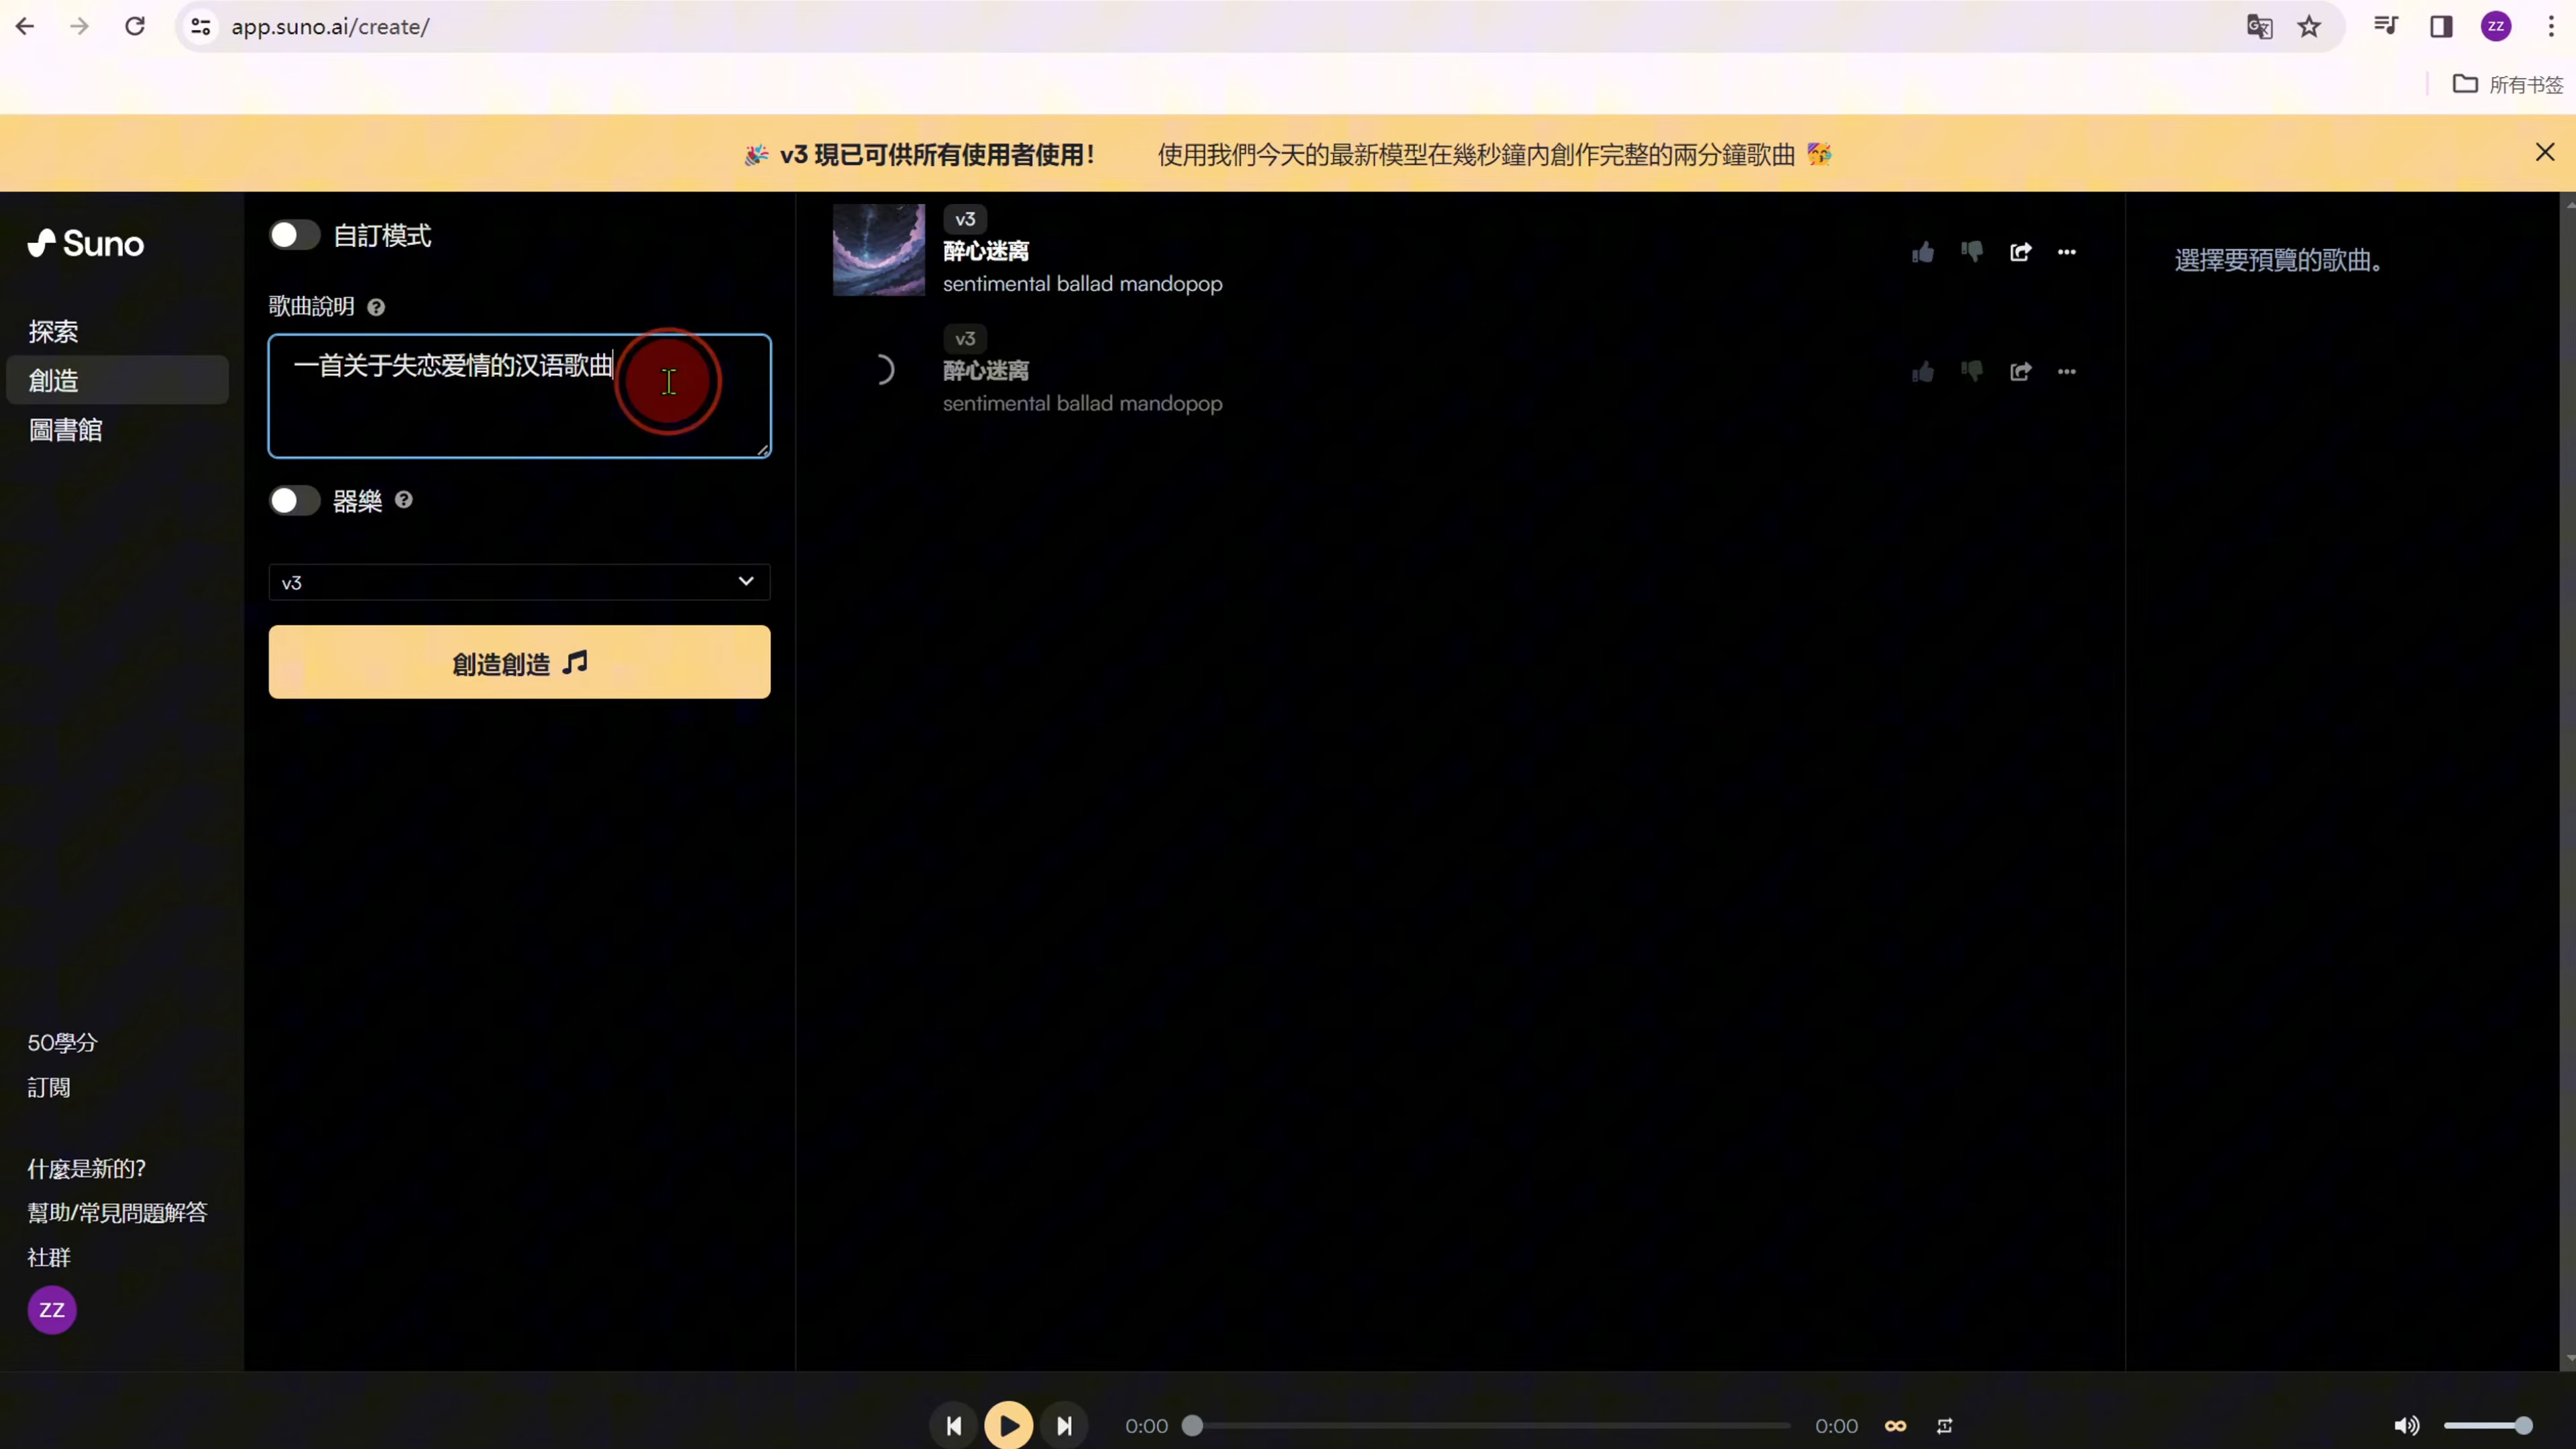 app.suno.ai/create/
ZZ
所有书签
v3 現已可供所有使用者使用！ 使用我們今天的最新模型在幾秒鐘內創作完整的兩分鐘歌曲
Suno
探索
創造
圖書館
50學分
訂閱
什麼是新的?
幫助/常見問題解答
社群
ZZ
自訂模式
歌曲說明
一首关于失恋爱情的汉语歌曲
器樂
v3
創造創造
v3
醉心迷离
sentimental ballad mandopop
v3
醉心迷离
sentimental ballad mandopop
選擇要預覽的歌曲。
0:00
0:00